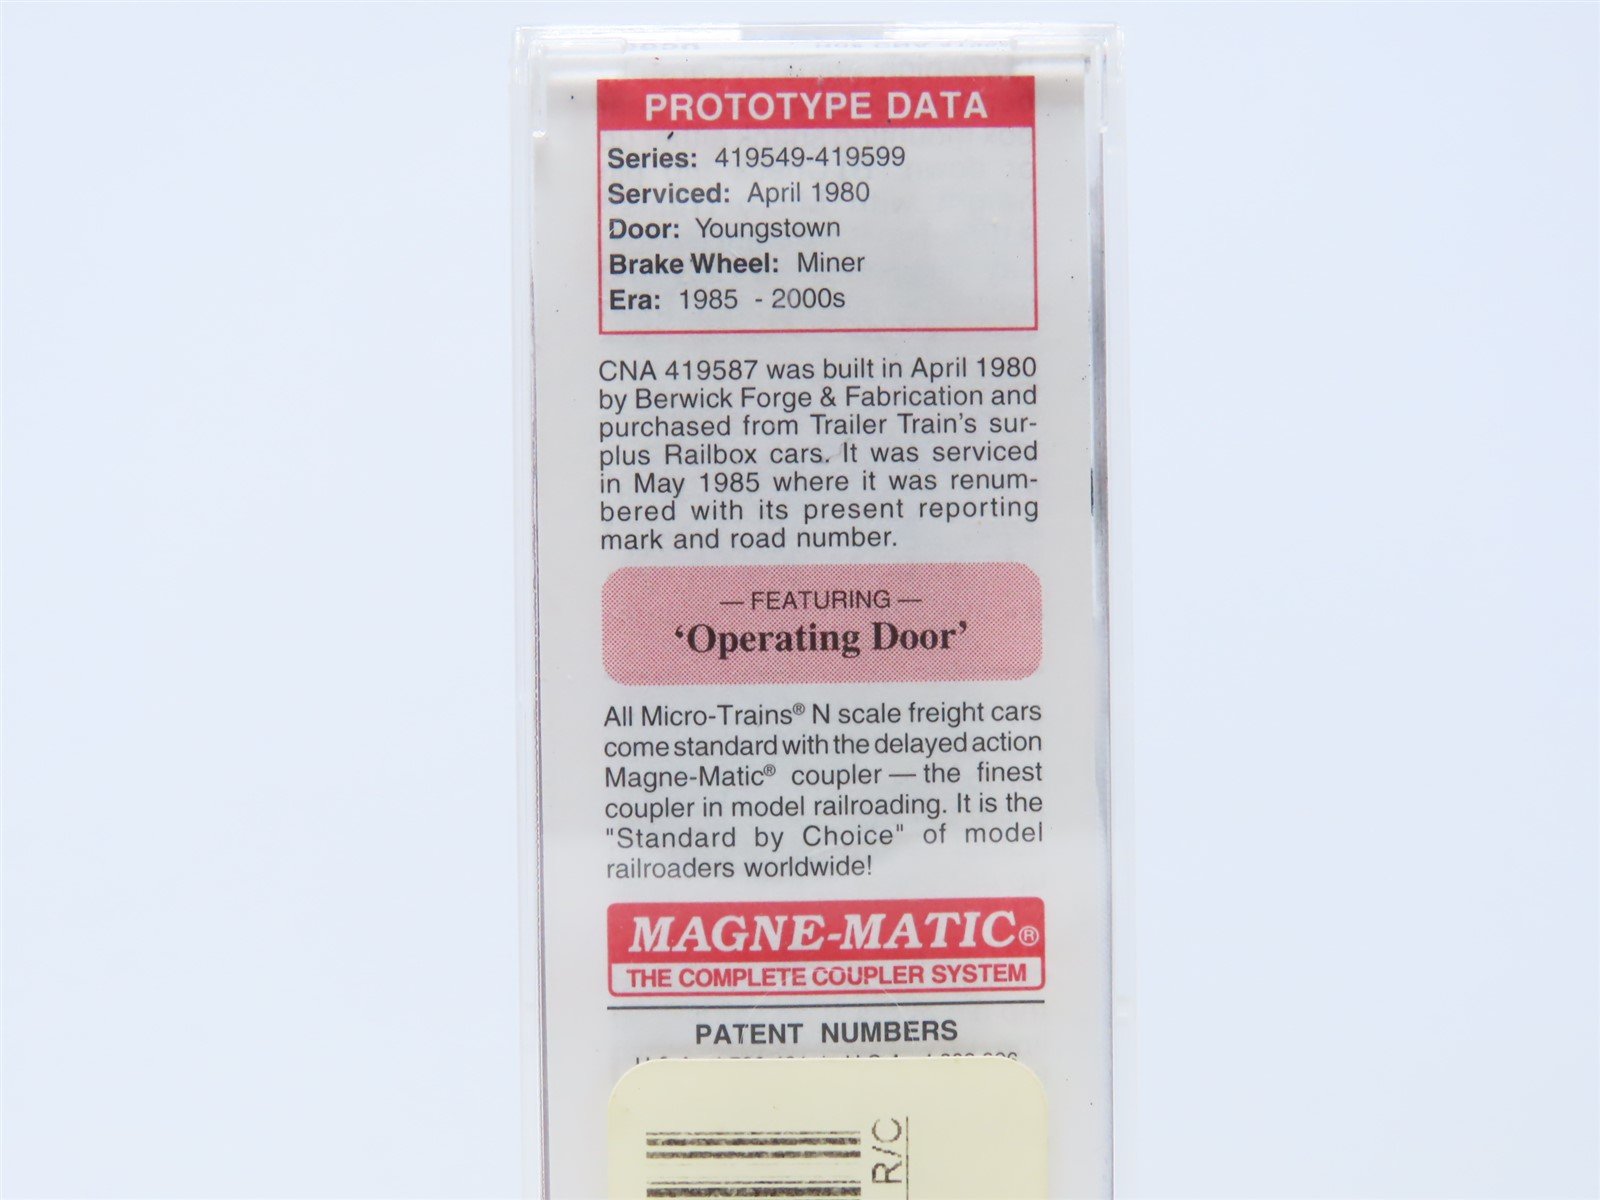 PROTOTYPE DATA
Series: 419549-419599
Serviced: April 1980
Door: Youngstown
Brake Wheel: Miner
Era: 1985 - 2000s
CNA 419587 was built in April 1980
by Berwick Forge & Fabrication and
purchased from Trailer Train's sur-
plus Railbox cars. It was serviced
in May 1985 where it was renum-
bered with its present reporting
mark and road number.
— FEATURING —
‘Operating Door’
All Micro-Trains® N scale freight cars
come standard with the delayed action
Magne-Matic® coupler — the finest
coupler in model railroading. It is the
"Standard by Choice" of model
railroaders worldwide!
MAGNE-MATIC®
THE COMPLETE COUPLER SYSTEM
PATENT NUMBERS
R/C